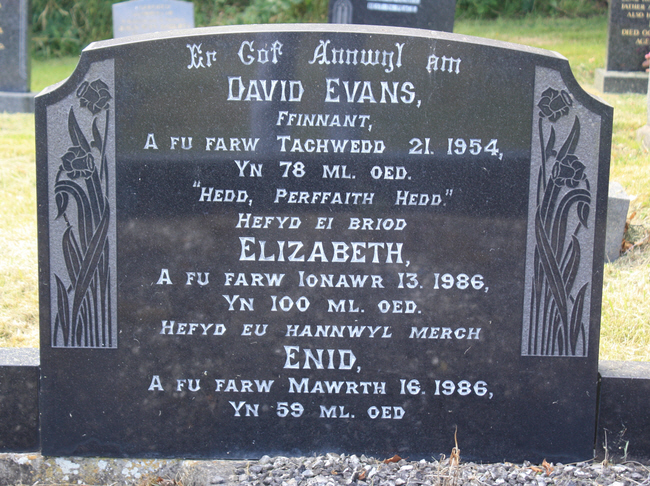 Er Gof Annwyl am
DAVID EVANS,
FFINNANT,
A FU FARW TACHWEDD 21. 1954,
YN 78 ML. OED.
"HEDD, PERFFAITH HEDD."
HEFYD EI BRIOD
ELIZABETH,
A FU FARW IONAWR 13. 1986,
YN 100 ML. OED.
HEFYD EU HANNWYL MERCH
ENID,
A FU FARW MAWRTH 16. 1986,
YN 59 ML. OED